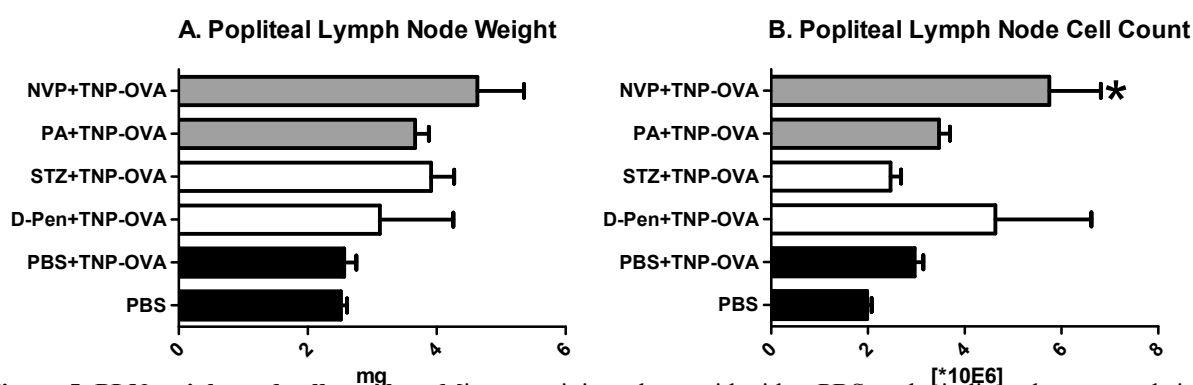 A. Popliteal Lymph Node Weight
NVP+TNP-OVA
PA+TNP-OVA
STZ+TNP-OVA
D-Pen+TNP-OVA
PBS+TNP-OVA
PBS
0 2 4 6
mg
B. Popliteal Lymph Node Cell Count
NVP+TNP-OVA
*
PA+TNP-OVA
STZ+TNP-OVA
D-Pen+TNP-OVA
PBS+TNP-OVA
PBS
0 2 4 6 8
[*10E6]